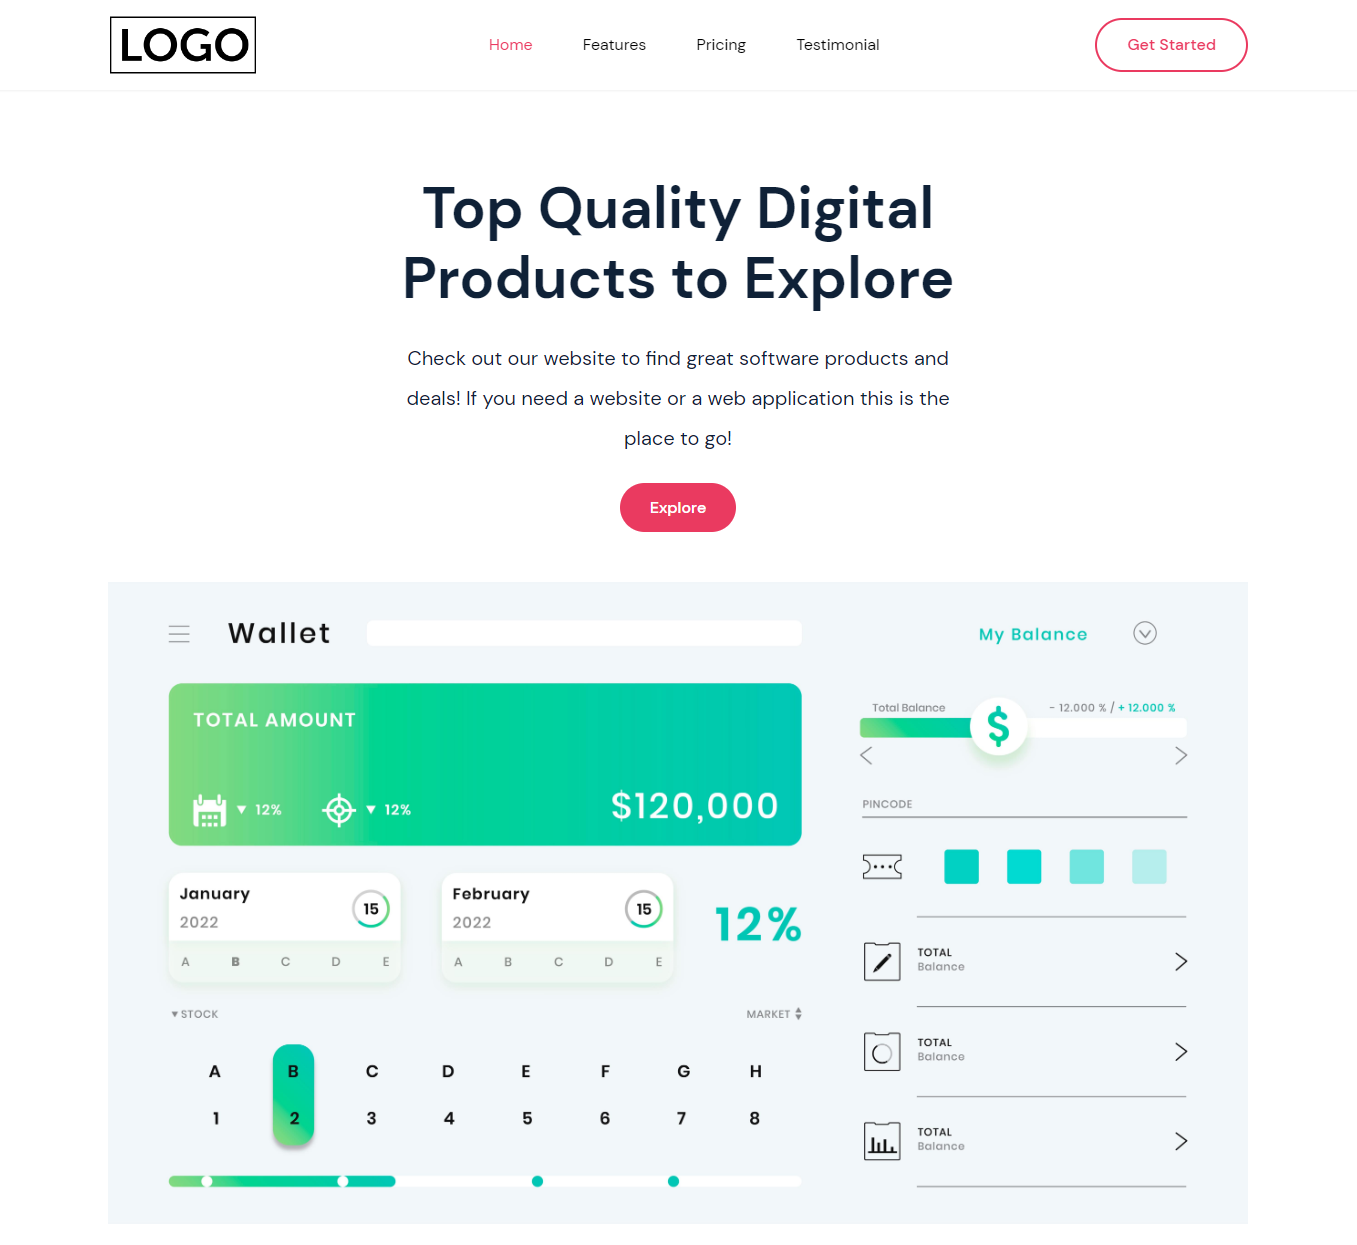 LOGO
Home Features Pricing Testimonial
Get Started
Top Quality Digital
Products to Explore
Check out our website to find great software products and
deals! If you need a website or a web application this is the
place to go!
Explore
Wallet
My Balance
TOTAL AMOUNT
12% 12%
$120,000
January
2022
15
A B C D E
February
2022
15
A B C D E
12%
STOCK
MARKET
A B C D E F G H
1 2 3 4 5 6 7 8
Total Balance
- 12.000 % / + 12.000 %
$
PINCODE
TOTAL
Balance
TOTAL
Balance
TOTAL
Balance